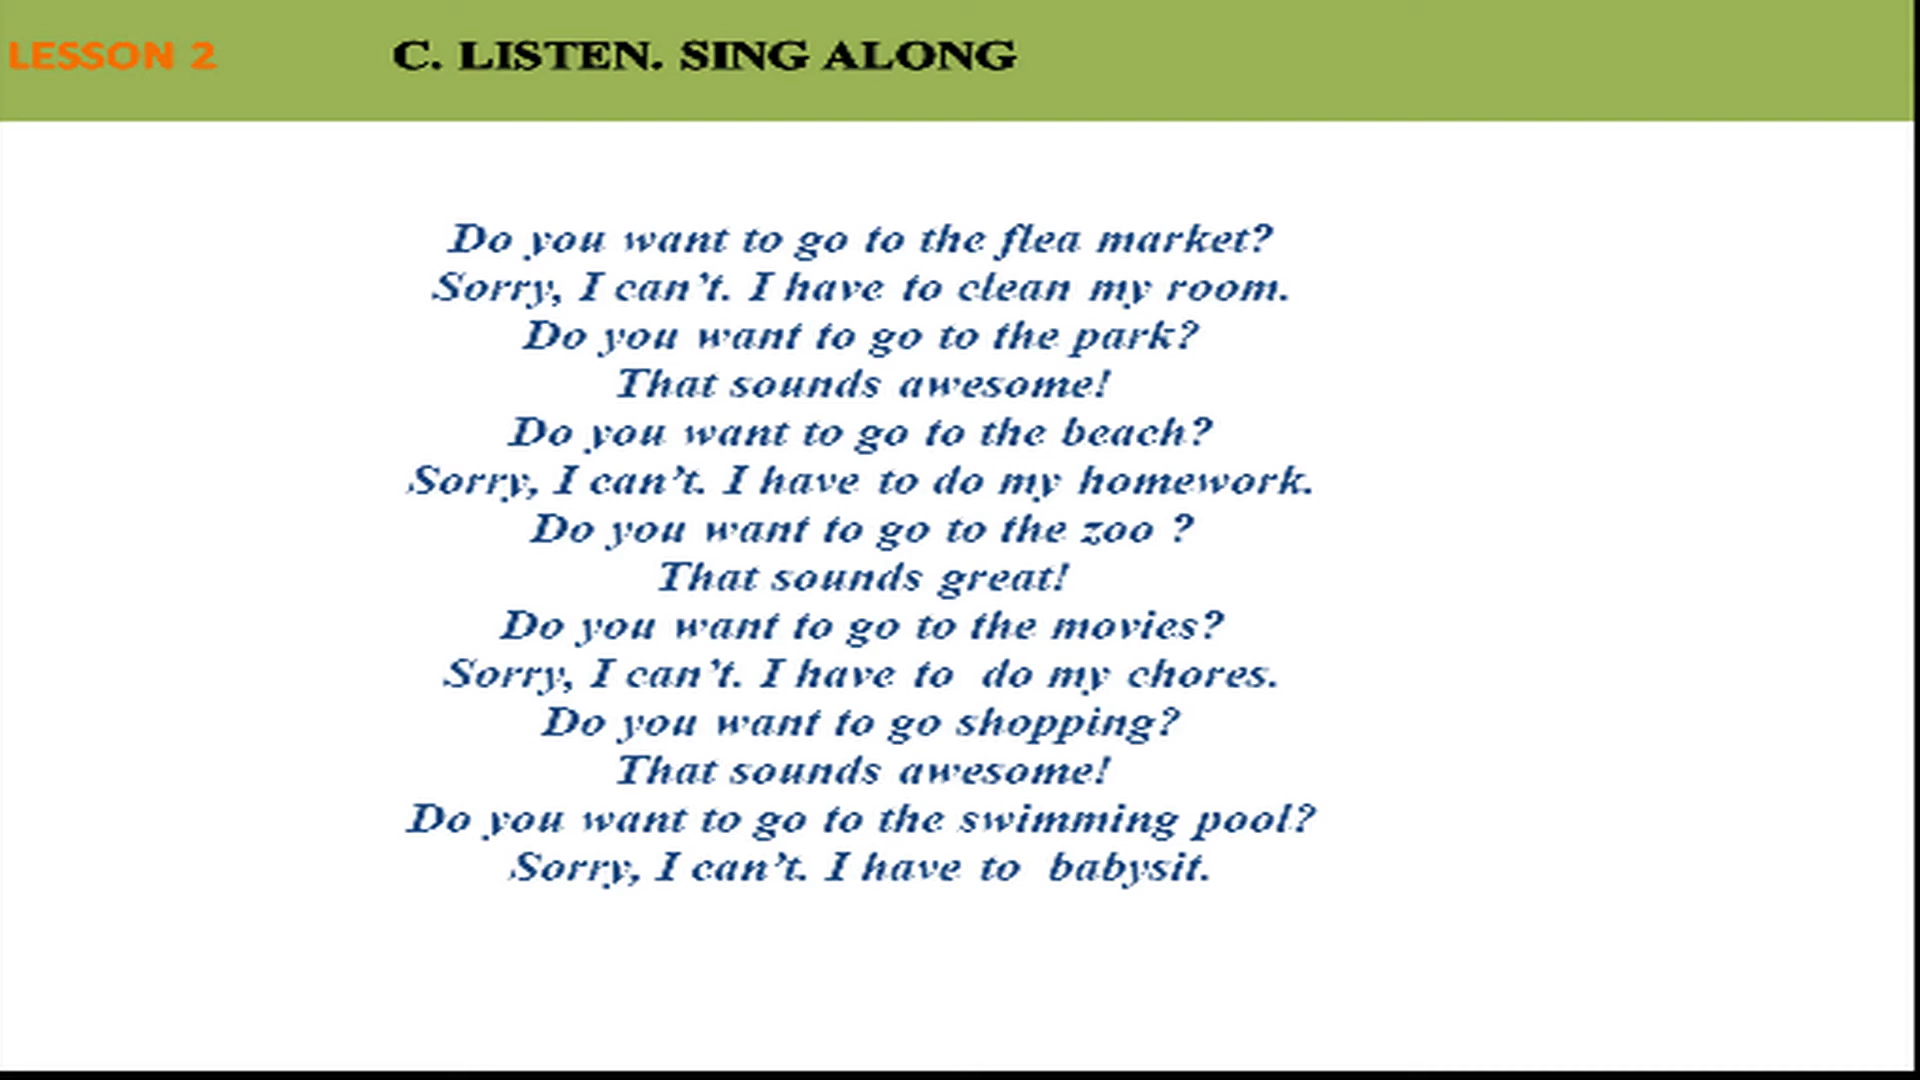 LESSON 2 C. LISTEN. SING ALONG
Do you want to go to the flea market?
Sorry, I can't. I have to clean my room.
Do you want to go to the park?
That sounds awesome!
Do you want to go to the beach?
Sorry, I can't. I have to do my homework.
Do you want to go to the zoo ?
That sounds great!
Do you want to go to the movies?
Sorry, I can't. I have to do my chores.
Do you want to go shopping?
That sounds awesome!
Do you want to go to the swimming pool?
Sorry, I can't. I have to babysit.